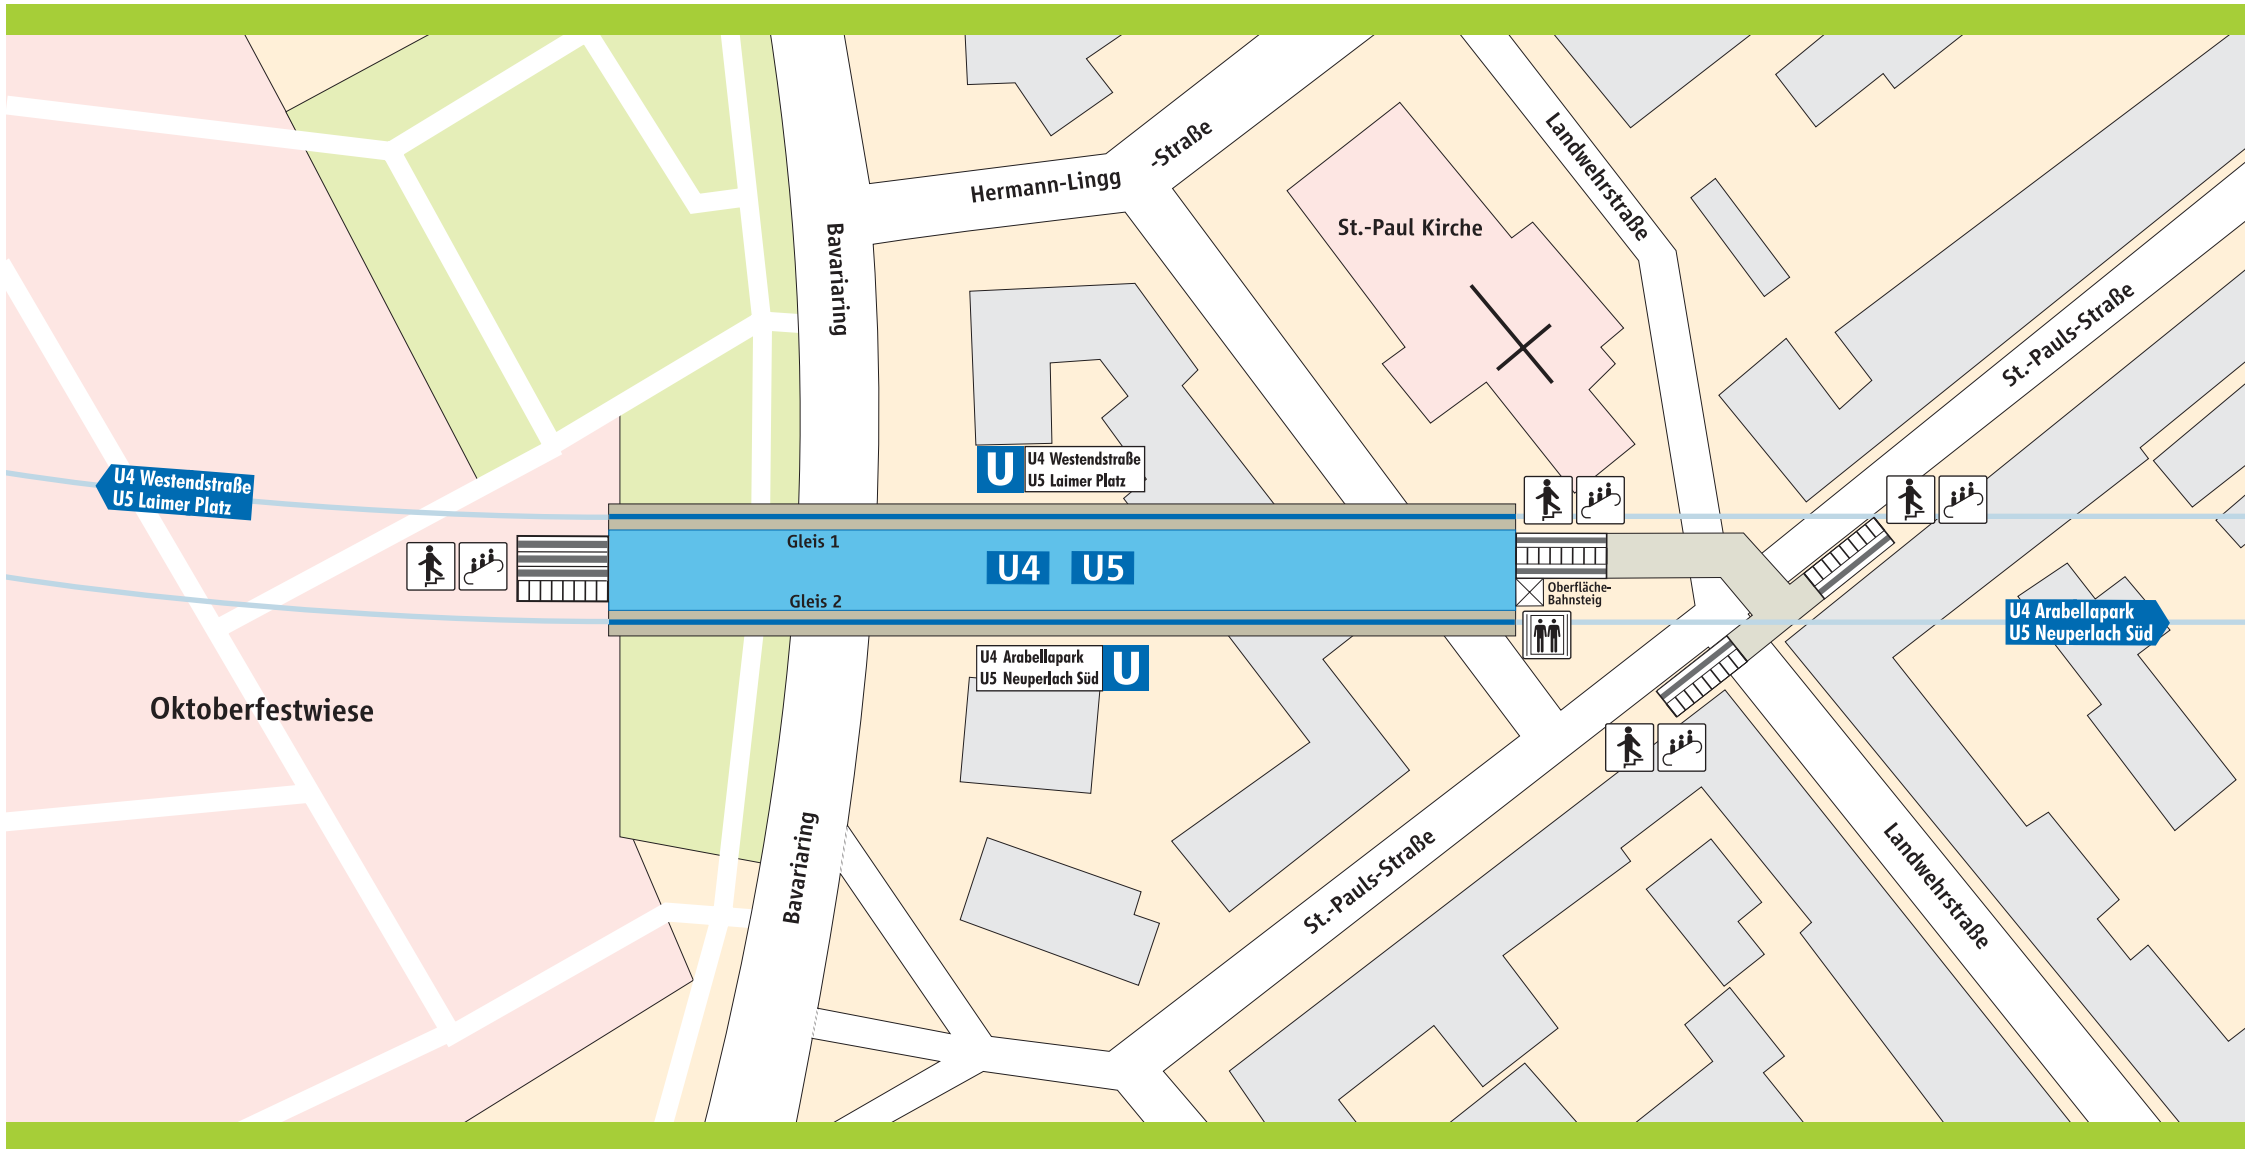 Landwehrstraße
Hermann-Lingg
-Straße
St.-Paul Kirche
Bavariaring
St.-Pauls-Straße
U
U4 Westendstraße
U5 Laimer Platz
U4 Westendstraße
U5 Laimer Platz
Gleis 1
U4
U5
Gleis 2
Oberfläche-
Bahnsteig
U4 Arabellapark
U5 Neuperlach Süd
U4 Arabellapark
U5 Neuperlach Süd
U
Oktoberfestwiese
Bavariaring
St.-Pauls-Straße
Landwehrstraße